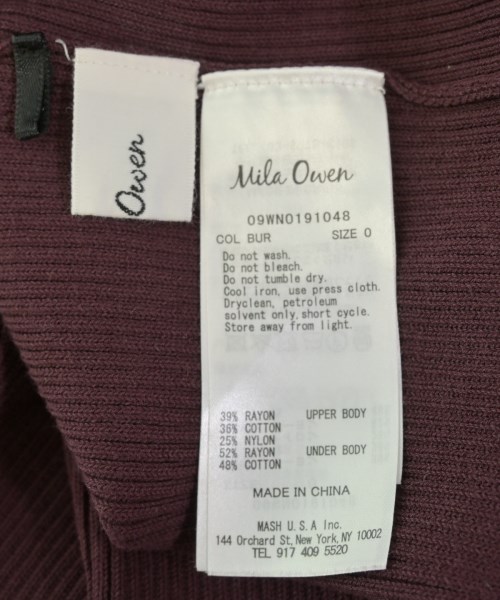 Owen
Mila Owen
09WNO191048
COL BUR SIZE 0
Do not wash.
Do not bleach.
Do not tumble dry.
Cool iron, use press cloth.
Dryclean, petroleum
solvent only, short cycle.
Store away from light.
39% RAYON UPPER BODY
36% COTTON
25% NYLON
52% RAYON UNDER BODY
48% COTTON
MADE IN CHINA
MASH U.S.A Inc.
144 Orchard St, New York, NY 10002
TEL 917 409 5520